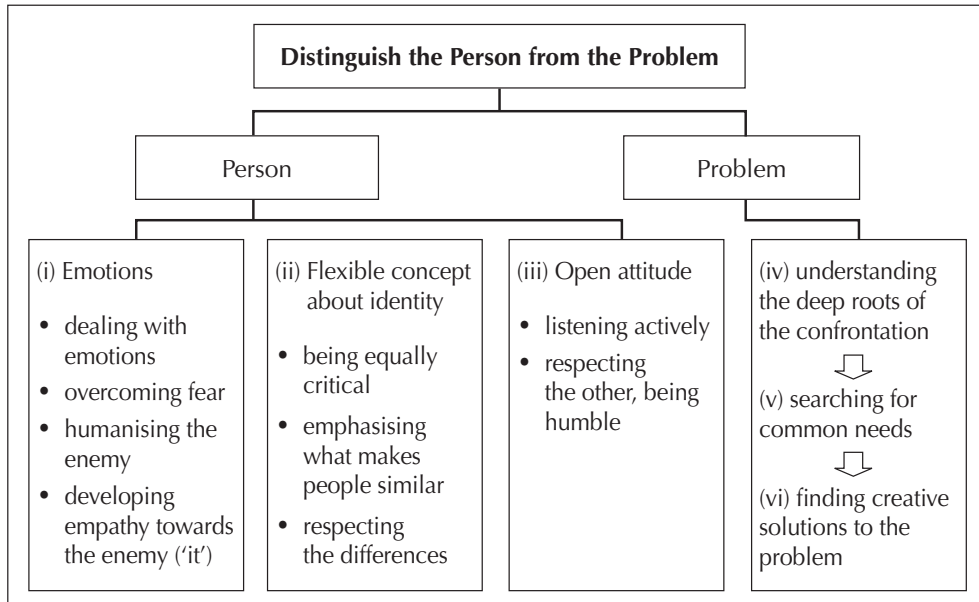 Distinguish the Person from the Problem
Person
Problem
(i) Emotions
• dealing with
emotions
• overcoming fear
• humanising the
enemy
• developing
empathy towards
the enemy (‘it’)
(ii) Flexible concept
about identity
• being equally
critical
• emphasising
what makes
people similar
• respecting
the differences
(iii) Open attitude
• listening actively
• respecting
the other, being
humble
(iv) understanding
the deep roots of
the confrontation
(v) searching for
common needs
(vi) finding creative
solutions to the
problem